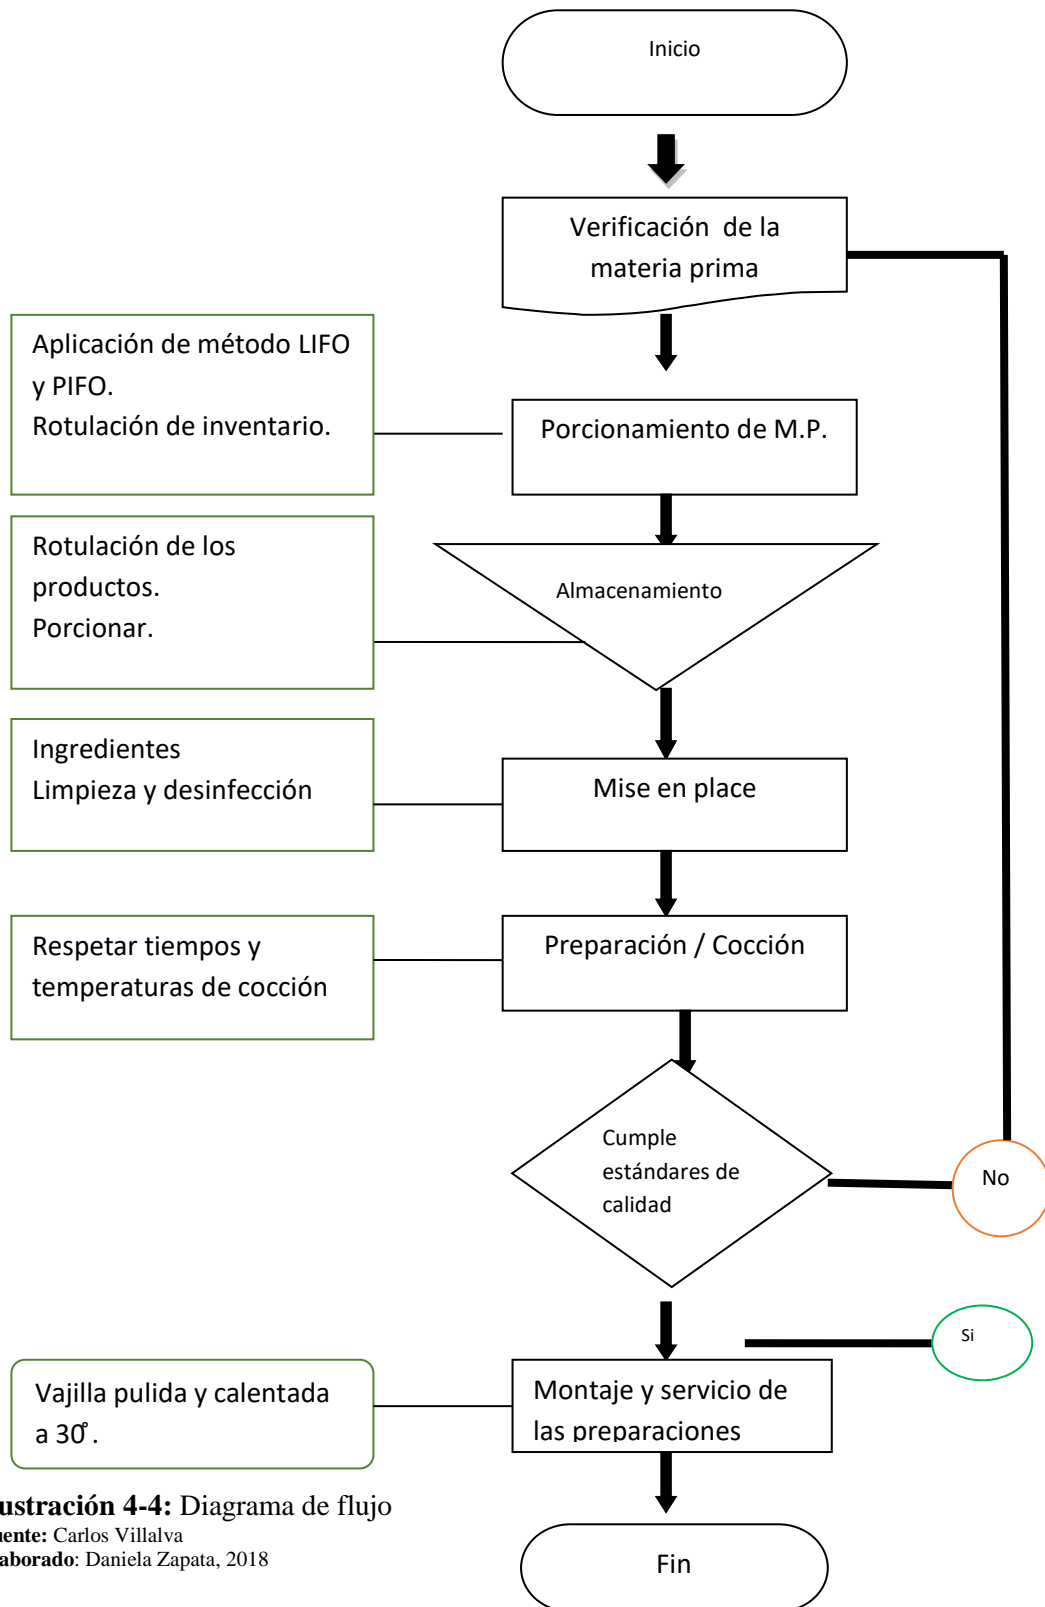 Inicio
Verificación de la
materia prima
Aplicación de método LIFO
y PIFO.
Rotulación de inventario.
Porcionamiento de M.P.
Rotulación de los
productos.
Porcionar.
Almacenamiento
Ingredientes
Limpieza y desinfección
Mise en place
Respetar tiempos y
temperaturas de cocción
Preparación / Cocción
Cumple
estándares de
calidad
No
Si
Vajilla pulida y calentada
a 30°.
Montaje y servicio de
las preparaciones
lustración 4-4: Diagrama de flujo
uente: Carlos Villalva
aborado: Daniela Zapata, 2018
Fin